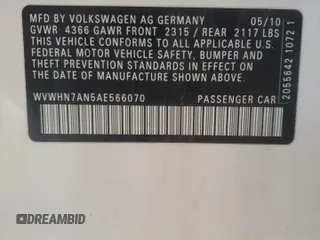 MFD BY VOLKSWAGEN AG GERMANY 05/10
GVWR 4366 GAWR FRONT 2315 / REAR 2117 LBS
THIS VEHICLE CONFORMS TO ALL APPLICABLE U.S.
FEDERAL MOTOR VEHICLE SAFETY, BUMPER AND
THEFT PREVENTION STANDARDS IN EFFECT ON THE
DATE OF MANUFACTURE SHOWN ABOVE
WVWHN7AN5AE566070 PASSENGER CAR
2055642 1072 1
DREAMBID